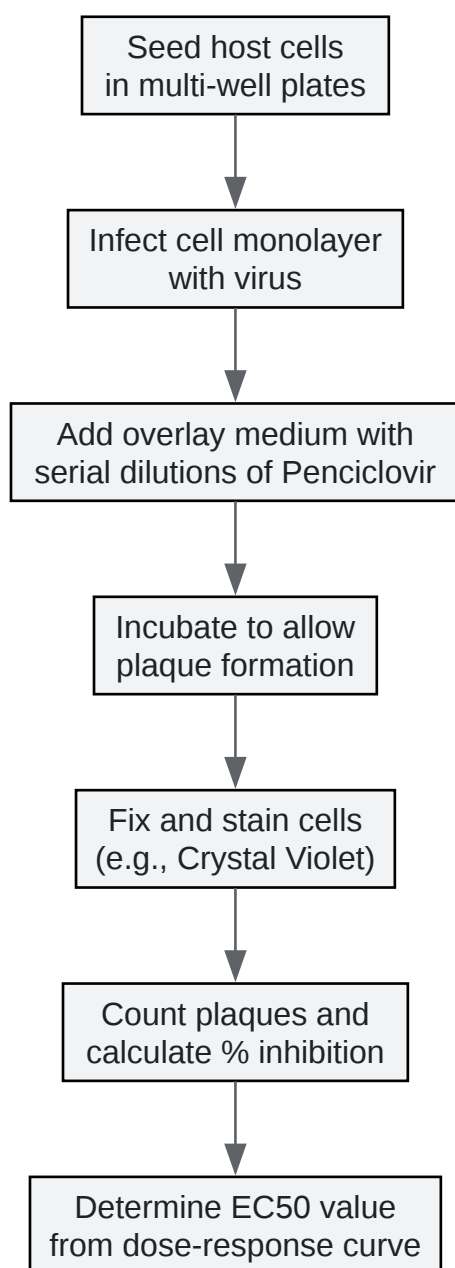 Seed host cells
in multi-well plates
Infect cell monolayer
with virus
Add overlay medium with
serial dilutions of Penciclovir
Incubate to allow
plaque formation
Fix and stain cells
(e.g., Crystal Violet)
Count plaques and
calculate % inhibition
Determine EC50 value
from dose-response curve